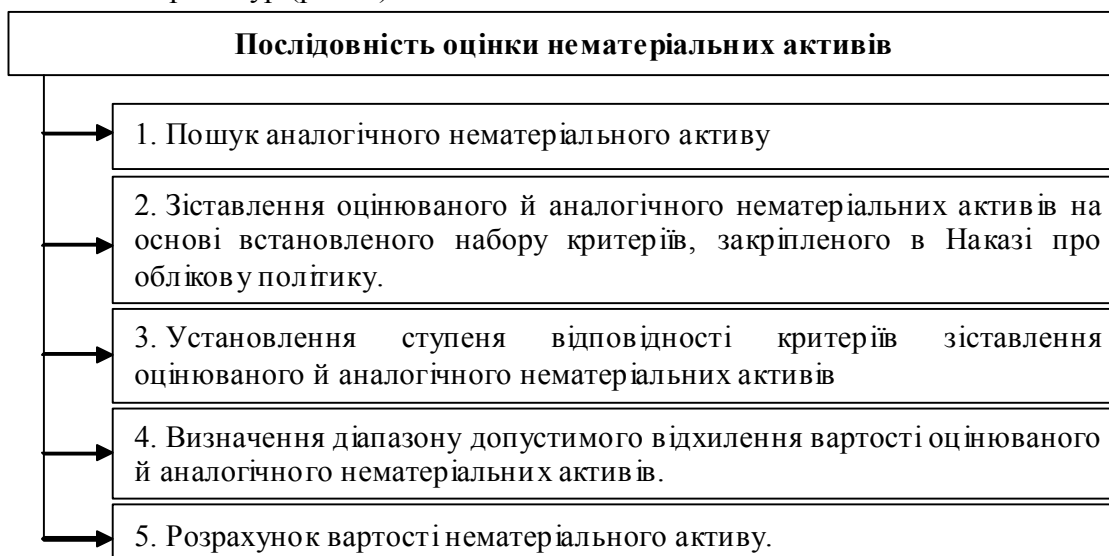 Послідовність оцінки нематеріальних активів
1. Пошук аналогічного нематеріального активу
2. Зіставлення оцінюваного й аналогічного нематеріальних активів на
основі встановленого набору критеріїв, закріпленого в Наказі про
облікову політику.
3. Установлення ступеня відповідності критеріїв зіставлення
оцінюваного й аналогічного нематеріальних активів
4. Визначення діапазону допустимого відхилення вартості оцінюваного
й аналогічного нематеріальних активів.
5. Розрахунок вартості нематеріального активу.